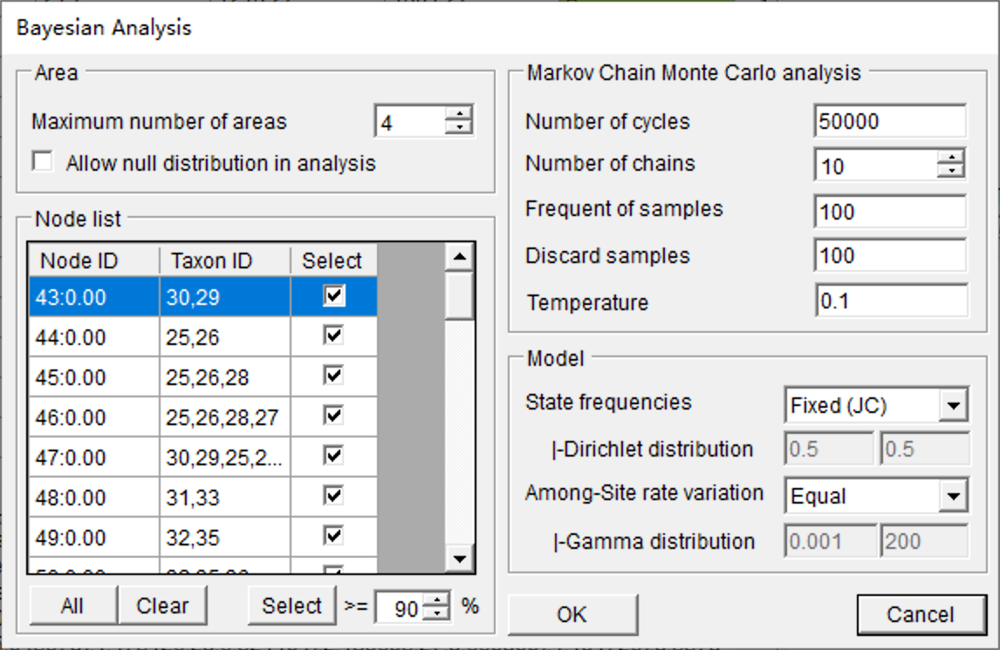 Bayesian Analysis
Area
Maximum number of areas 4
Allow null distribution in analysis
Node list
Node ID Taxon ID Select
43:0.00 30,29
44:0.00 25,26
45:0.00 25,26,28
46:0.00 25,26,28,27
47:0.00 30,29,25,2...
48:0.00 31,33
49:0.00 32,35
All Clear Select >= 90 %
Markov Chain Monte Carlo analysis
Number of cycles 50000
Number of chains 10
Frequent of samples 100
Discard samples 100
Temperature 0.1
Model
State frequencies Fixed (JC)
|-Dirichlet distribution 0.5 0.5
Among-Site rate variation Equal
|-Gamma distribution 0.001 200
OK Cancel